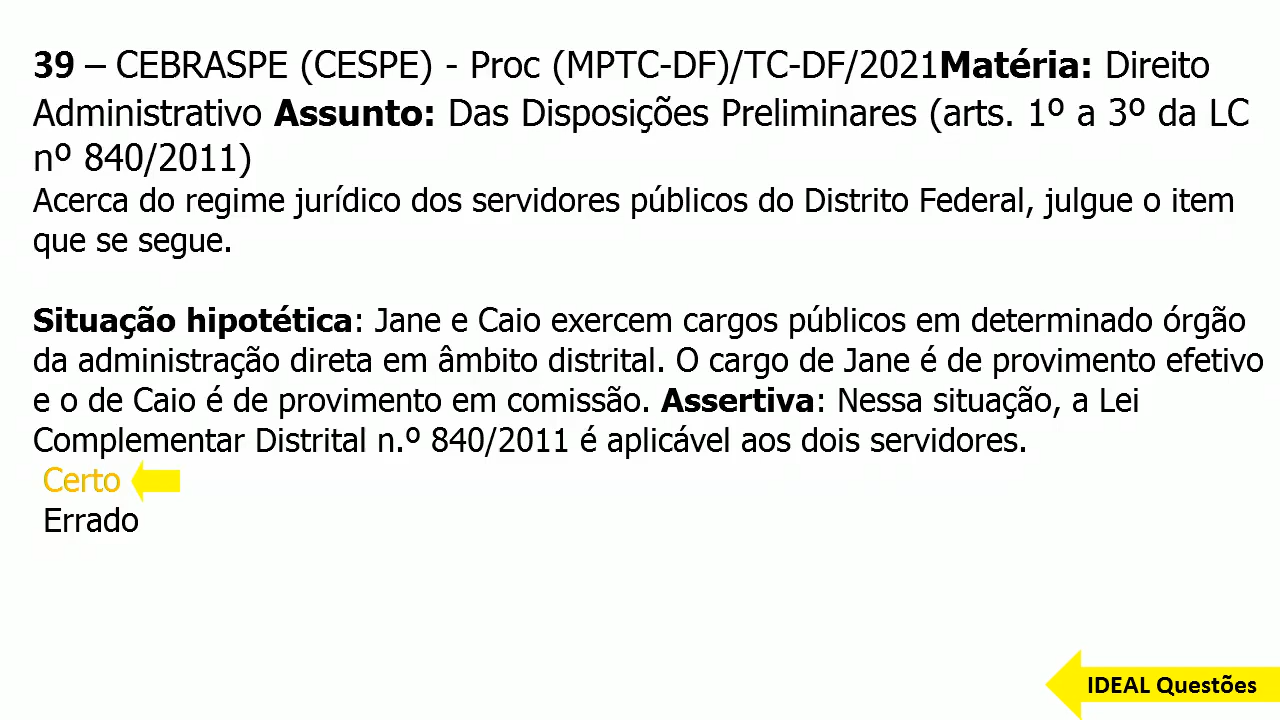 39 – CEBRASPE (CESPE) - Proc (MPTC-DF)/TC-DF/2021Matéria: Direito
Administrativo Assunto: Das Disposições Preliminares (arts. 1º a 3º da LC
nº 840/2011)
Acerca do regime jurídico dos servidores públicos do Distrito Federal, julgue o item
que se segue.
Situação hipotética: Jane e Caio exercem cargos públicos em determinado órgão
da administração direta em âmbito distrital. O cargo de Jane é de provimento efetivo
e o de Caio é de provimento em comissão. Assertiva: Nessa situação, a Lei
Complementar Distrital n.º 840/2011 é aplicável aos dois servidores.
Certo
Errado
IDEAL Questões